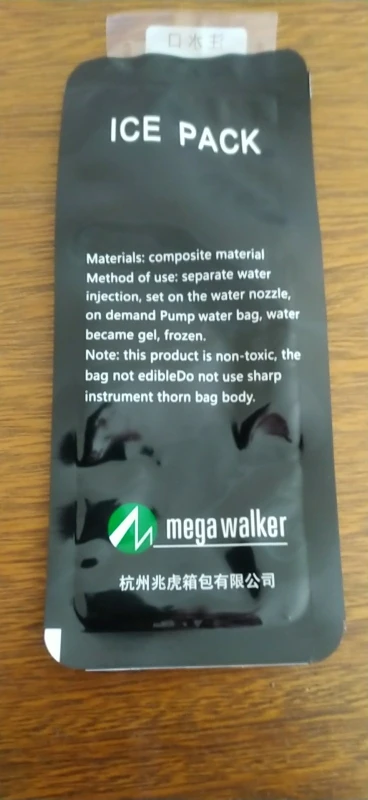 ICE PACK
Materials: composite material
Method of use: separate water
injection, set on the water nozzle,
on demand Pump water bag, water
became gel, frozen.
Note: this product is non-toxic, the
bag not edibleDo not use sharp
instrument thorn bag body.
mega walker
杭州兆虎箱包有限公司